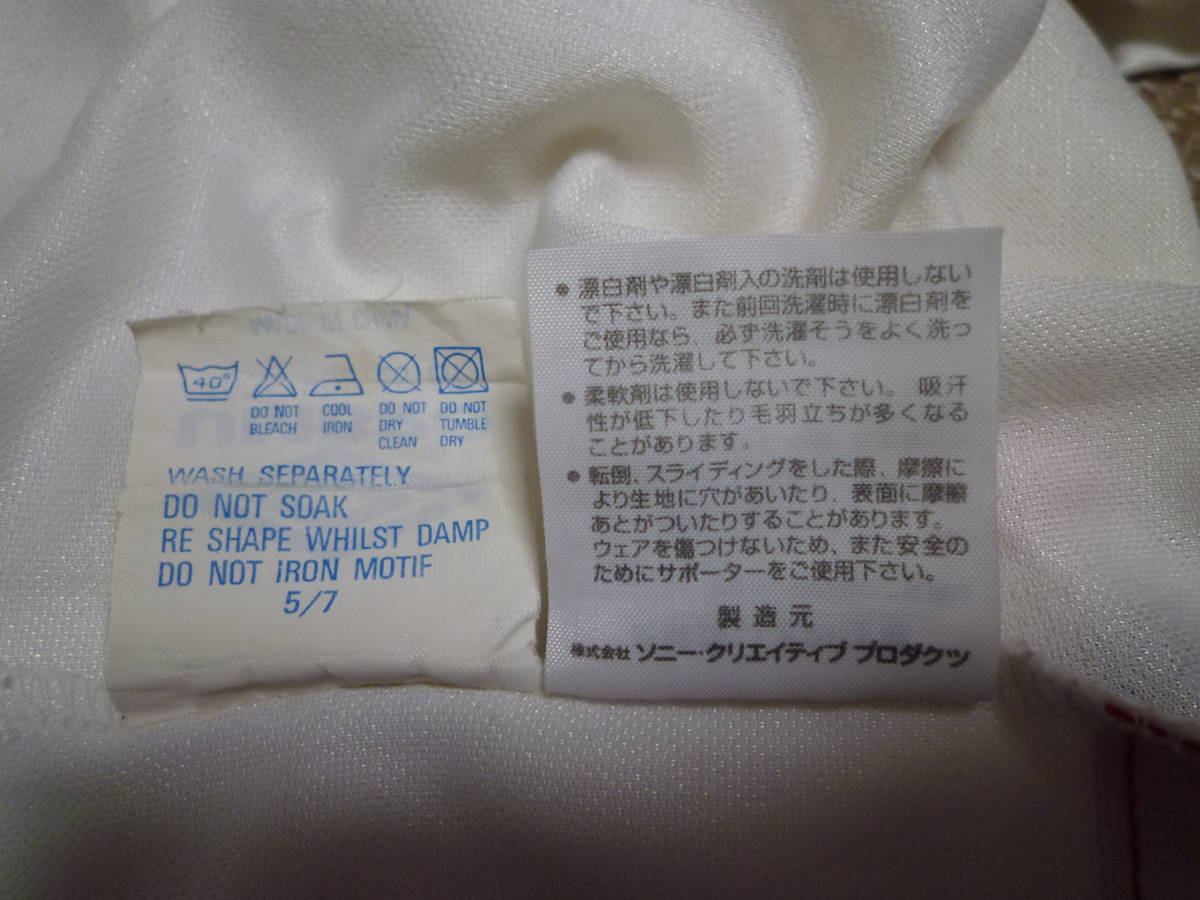 MADE IN CHINA
40°
DO NOT BLEACH
COOL IRON
DO NOT DRY CLEAN
DO NOT TUMBLE DRY
WASH SEPARATELY
DO NOT SOAK
RE SHAPE WHILST DAMP
DO NOT IRON MOTIF
5/7
● 漂白剤や漂白剤入の洗剤は使用しない
で下さい。また前回洗濯時に漂白剤を
ご使用なら、必ず洗濯そうをよく洗っ
てから洗濯して下さい。
● 柔軟剤は使用しないで下さい。吸汗
性が低下したり毛羽立ちが多くなる
ことがあります。
● 転倒、スライディングをした際、摩擦に
より生地に穴があいたり、表面に摩擦
あとがついたりすることがあります。
ウェアを傷つけないため、また安全の
ためにサポーターをご使用下さい。
製造元
株式会社 ソニー・クリエイティブ プロダクツ